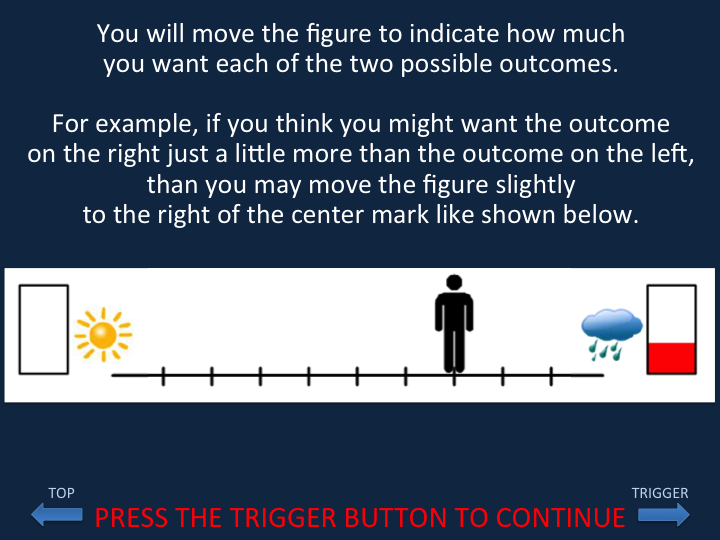 You will move the figure to indicate how much
you want each of the two possible outcomes.
For example, if you think you might want the outcome
on the right just a little more than the outcome on the left,
than you may move the figure slightly
to the right of the center mark like shown below.
TOP
TRIGGER
PRESS THE TRIGGER BUTTON TO CONTINUE